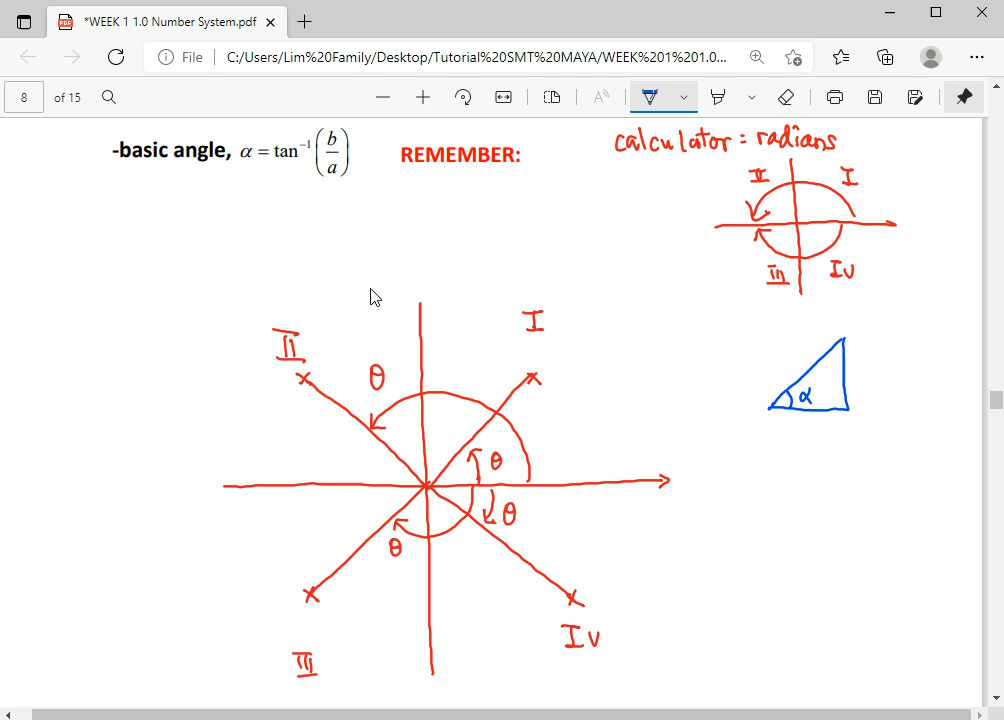 *WEEK 1 1.0 Number System.pdf
File C:/Users/Lim%20Family/Desktop/Tutorial%20SMT%20MAYA/WEEK%201%201.0...
8 of 15
calculator = radians
-basic angle, α = tan⁻¹(b/a) REMEMBER:
II I
III IV
I
II
θ
α
θ
θ
θ
IV
III